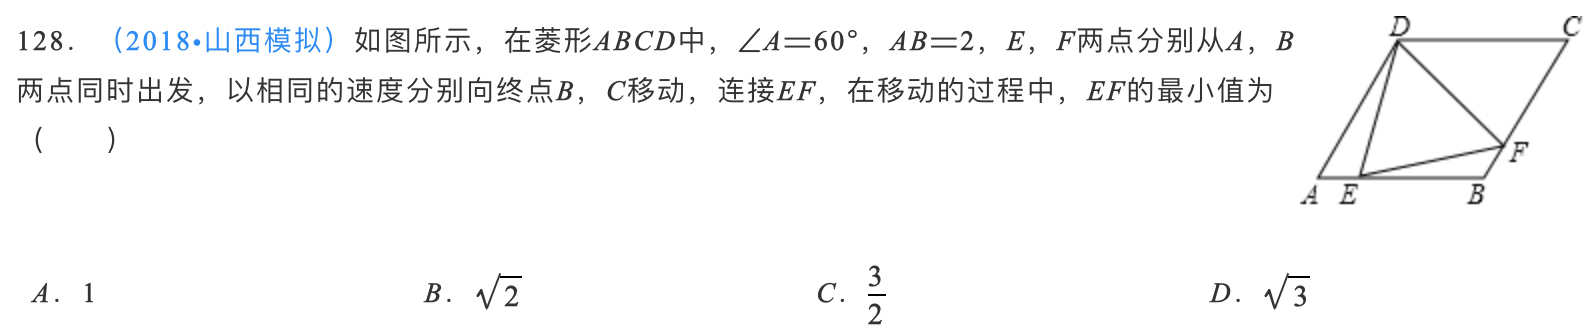 128. （2018•山西模拟）如图所示，在菱形ABCD中，∠A=60°，AB=2，E，F两点分别从A，B
两点同时出发，以相同的速度分别向终点B，C移动，连接EF，在移动的过程中，EF的最小值为
（　　）
D C
F
A E B
A. 1 B. √2 C. 3/2 D. √3